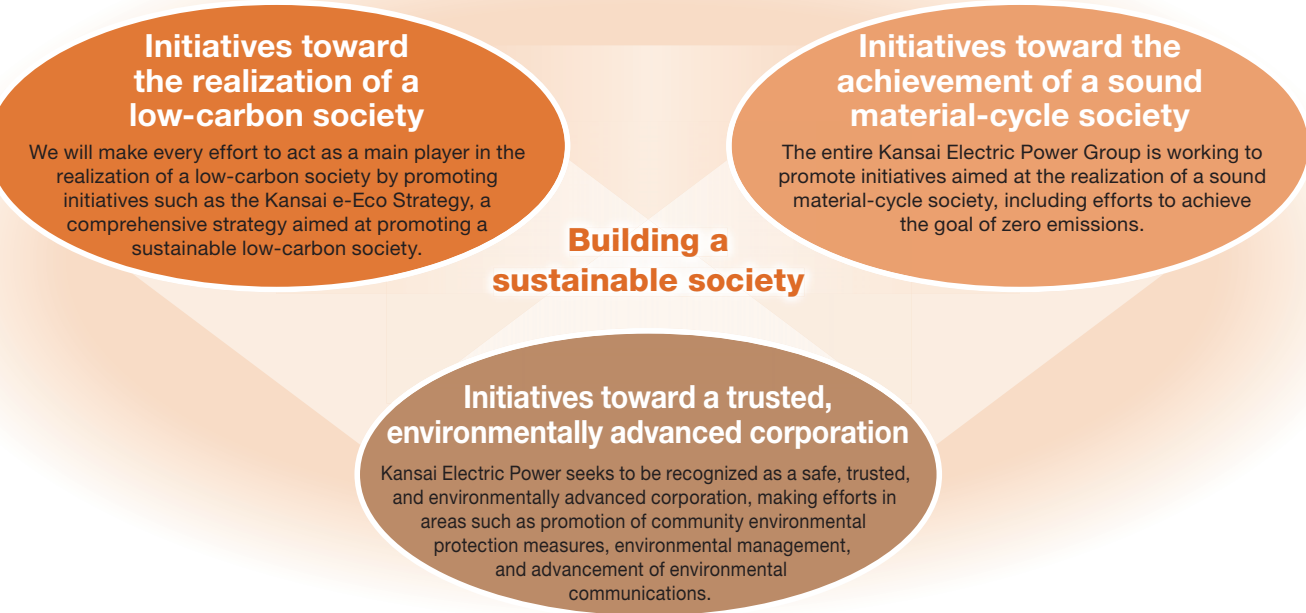 Initiatives toward
the realization of a
low-carbon society
We will make every effort to act as a main player in the
realization of a low-carbon society by promoting
initiatives such as the Kansai e-Eco Strategy, a
comprehensive strategy aimed at promoting a
sustainable low-carbon society.
Initiatives toward the
achievement of a sound
material-cycle society
The entire Kansai Electric Power Group is working to
promote initiatives aimed at the realization of a sound
material-cycle society, including efforts to achieve
the goal of zero emissions.
Building a
sustainable society
Initiatives toward a trusted,
environmentally advanced corporation
Kansai Electric Power seeks to be recognized as a safe, trusted,
and environmentally advanced corporation, making efforts in
areas such as promotion of community environmental
protection measures, environmental management,
and advancement of environmental
communications.